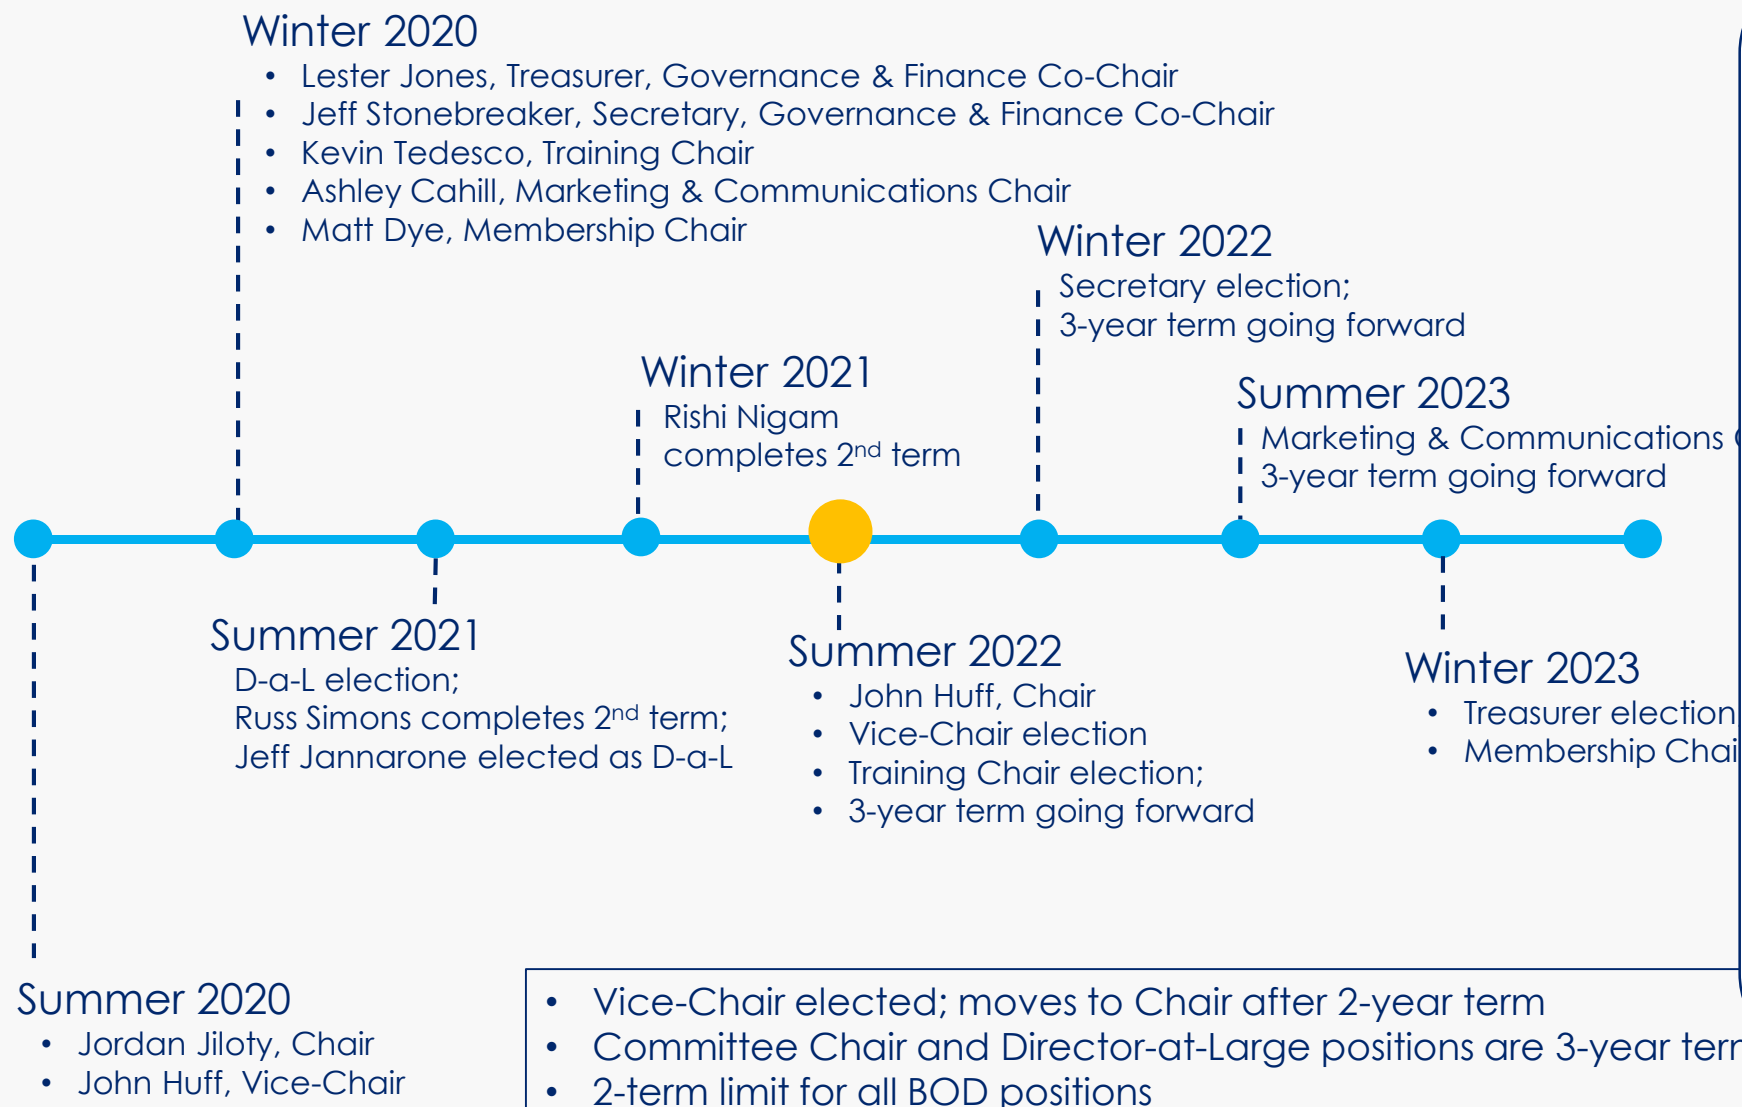 Winter 2020
• Lester Jones, Treasurer, Governance & Finance Co-Chair
• Jeff Stonebreaker, Secretary, Governance & Finance Co-Chair
• Kevin Tedesco, Training Chair
• Ashley Cahill, Marketing & Communications Chair
• Matt Dye, Membership Chair
Winter 2022
Secretary election;
3-year term going forward
Winter 2021
Rishi Nigam
completes 2nd term
Summer 2023
Marketing & Communications
3-year term going forward
Summer 2021
D-a-L election;
Russ Simons completes 2nd term;
Jeff Jannarone elected as D-a-L
Summer 2022
• John Huff, Chair
• Vice-Chair election
• Training Chair election;
• 3-year term going forward
Winter 2023
• Treasurer election
• Membership
Summer 2020
• Jordan Jiloty, Chair
• John Huff, Vice-Chair
• Vice-Chair elected; moves to Chair after 2-year term
• Committee Chair and Director-at-Large positions are 3-year
• 2-term limit for all BOD positions